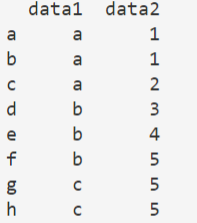 data1 data2
a a 1
b a 1
c a 2
d b 3
e b 4
f b 5
g c 5
h c 5